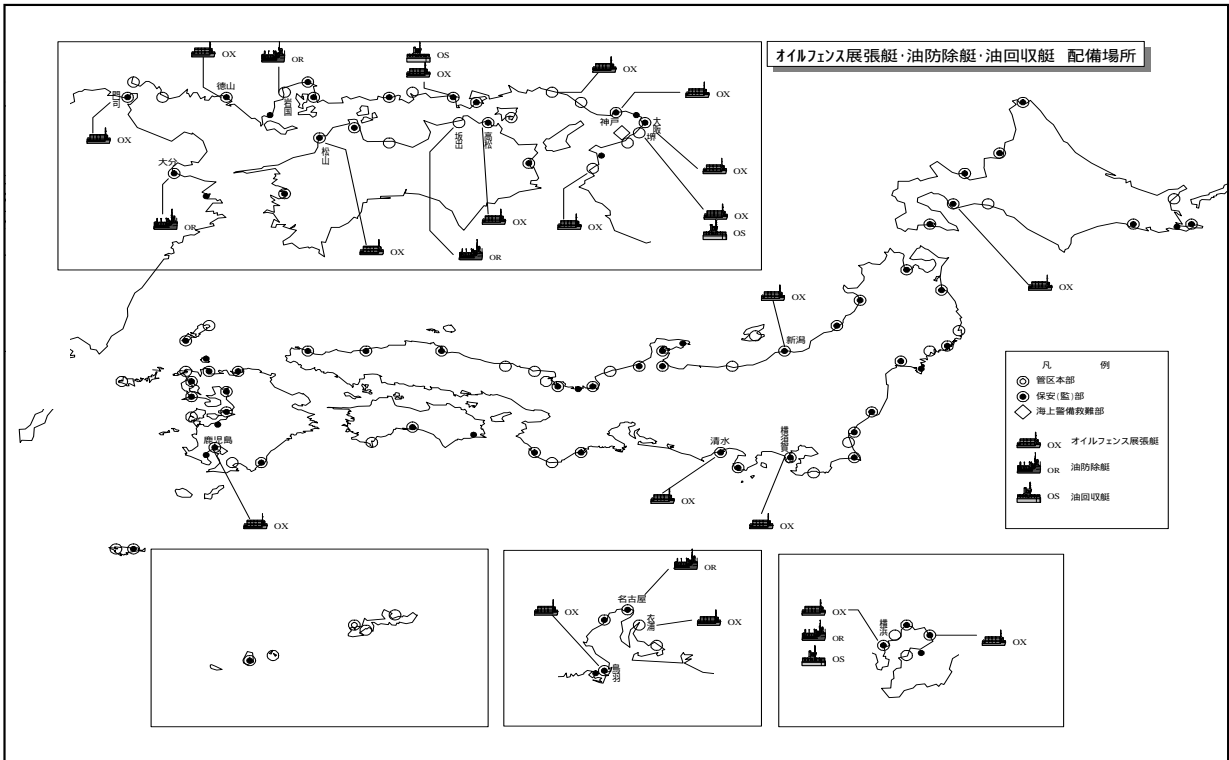 オイルフェンス展張艇･油防除艇･油回収艇 配備場所
OX
OR
OS
OX
OX
OX
門司
徳山
岩国
神戸
大阪
堺
OX
松山
坂出
高松
大分
OX
OX
OR
OX
OX
OS
OX
OX
OR
OX
OX
新潟
凡 例
管区本部
保安(監)部
海上警備救難部
OX オイルフェンス展張艇
OR 油防除艇
OS 油回収艇
鹿児島
清水
横須賀
OX
OX
OX
OR
名古屋
衣浦
OX
OX
鳥羽
OX
OR
OS
横浜
OX